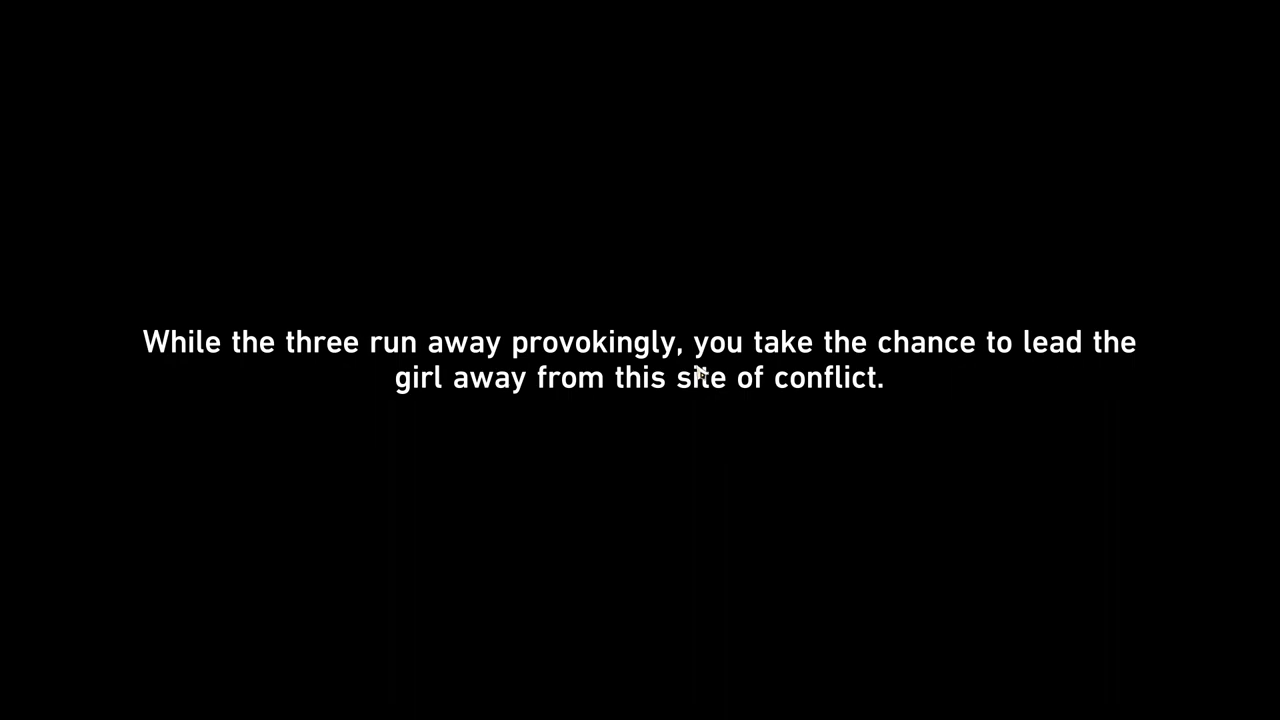 While the three run away provokingly, you take the chance to lead the
girl away from this site of conflict.